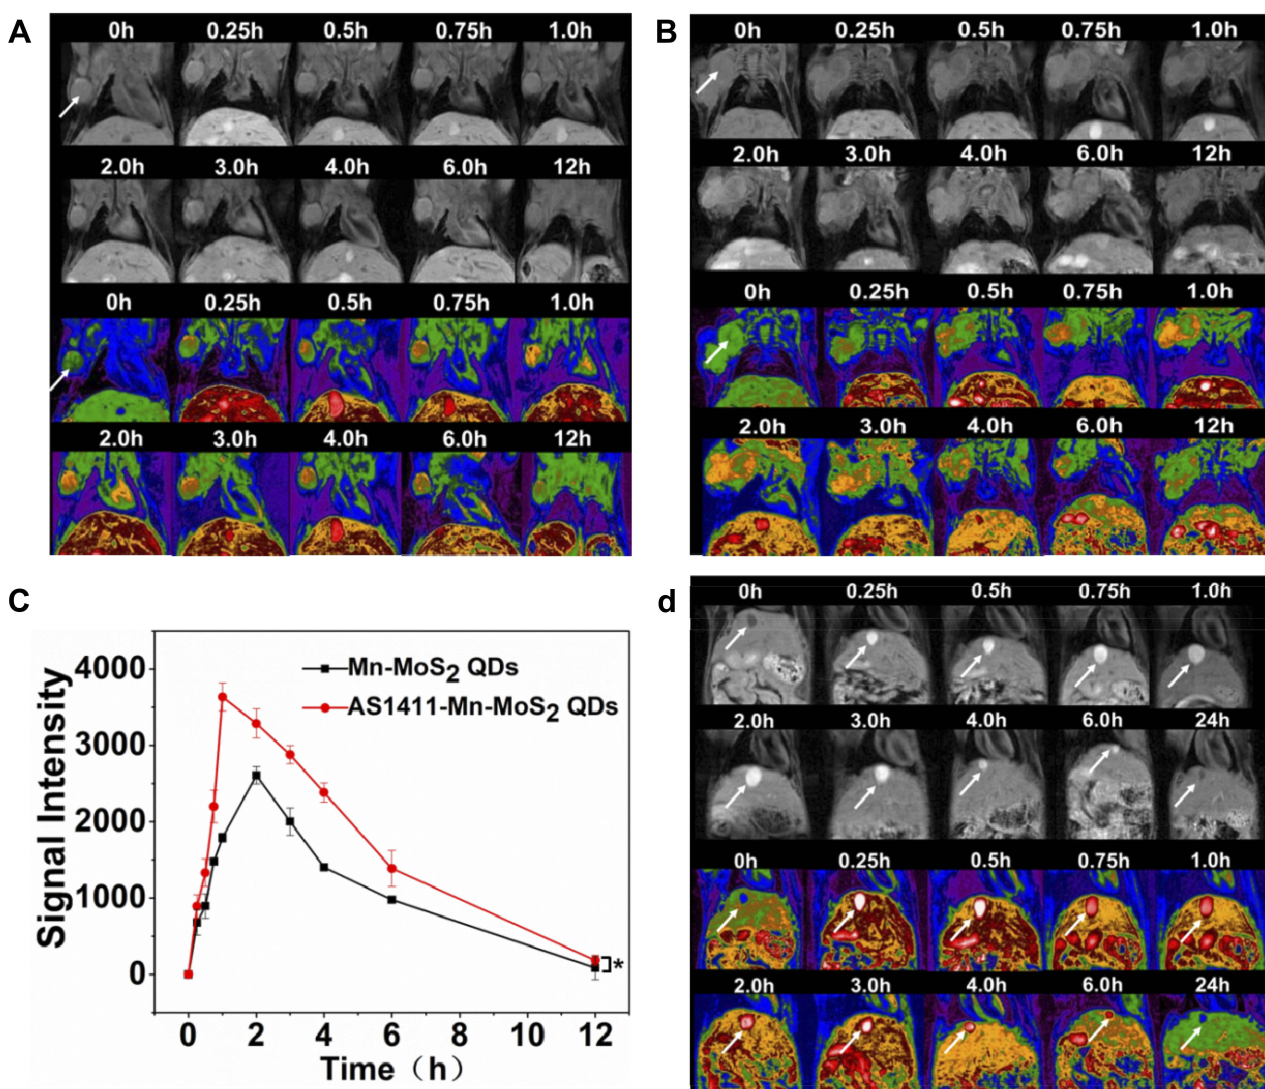 A
0h 0.25h 0.5h 0.75h 1.0h
2.0h 3.0h 4.0h 6.0h 12h
0h 0.25h 0.5h 0.75h 1.0h
2.0h 3.0h 4.0h 6.0h 12h
B
0h 0.25h 0.5h 0.75h 1.0h
2.0h 3.0h 4.0h 6.0h 12h
0h 0.25h 0.5h 0.75h 1.0h
2.0h 3.0h 4.0h 6.0h 12h
C
Mn-MoS₂ QDs
AS1411-Mn-MoS₂ QDs
4000
3000
2000
1000
0
Signal Intensity
*
0 2 4 6 8 10 12
Time（h）
d
0h 0.25h 0.5h 0.75h 1.0h
2.0h 3.0h 4.0h 6.0h 24h
0h 0.25h 0.5h 0.75h 1.0h
2.0h 3.0h 4.0h 6.0h 24h